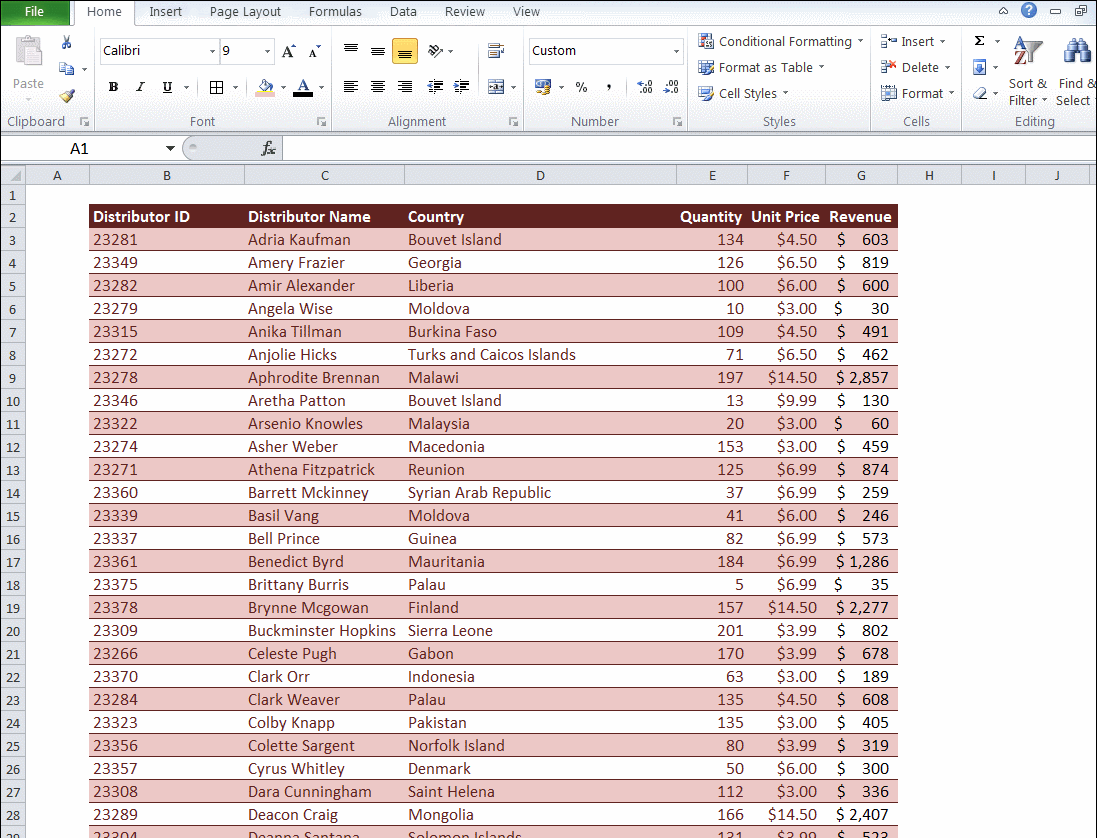 File Home Insert Page Layout Formulas Data Review View
Calibri 9 Custom Conditional Formatting Insert Σ
Paste Format as Table Delete Sort & Find &
B I U A % , Cell Styles Format Filter Select
Clipboard Font Alignment Number Styles Cells Editing
A1 fx
A B C D E F G H I J
1
2 Distributor ID Distributor Name Country Quantity Unit Price Revenue
3 23281 Adria Kaufman Bouvet Island 134 $4.50 $ 603
4 23349 Amery Frazier Georgia 126 $6.50 $ 819
5 23282 Amir Alexander Liberia 100 $6.00 $ 600
6 23279 Angela Wise Moldova 10 $3.00 $ 30
7 23315 Anika Tillman Burkina Faso 109 $4.50 $ 491
8 23272 Anjolie Hicks Turks and Caicos Islands 71 $6.50 $ 462
9 23278 Aphrodite Brennan Malawi 197 $14.50 $ 2,857
10 23346 Aretha Patton Bouvet Island 13 $9.99 $ 130
11 23322 Arsenio Knowles Malaysia 20 $3.00 $ 60
12 23274 Asher Weber Macedonia 153 $3.00 $ 459
13 23271 Athena Fitzpatrick Reunion 125 $6.99 $ 874
14 23360 Barrett Mckinney Syrian Arab Republic 37 $6.99 $ 259
15 23339 Basil Vang Moldova 41 $6.00 $ 246
16 23337 Bell Prince Guinea 82 $6.99 $ 573
17 23361 Benedict Byrd Mauritania 184 $6.99 $ 1,286
18 23375 Brittany Burris Palau 5 $6.99 $ 35
19 23378 Brynne Mcgowan Finland 157 $14.50 $ 2,277
20 23309 Buckminster Hopkins Sierra Leone 201 $3.99 $ 802
21 23266 Celeste Pugh Gabon 170 $3.99 $ 678
22 23370 Clark Orr Indonesia 63 $3.00 $ 189
23 23284 Clark Weaver Palau 135 $4.50 $ 608
24 23323 Colby Knapp Pakistan 135 $3.00 $ 405
25 23356 Colette Sargent Norfolk Island 80 $3.99 $ 319
26 23357 Cyrus Whitley Denmark 50 $6.00 $ 300
27 23308 Dara Cunningham Saint Helena 112 $3.00 $ 336
28 23289 Deacon Craig Mongolia 166 $14.50 $ 2,407
29 23304 Deanna Santana Solomon Islands 131 $3.99 $ 523